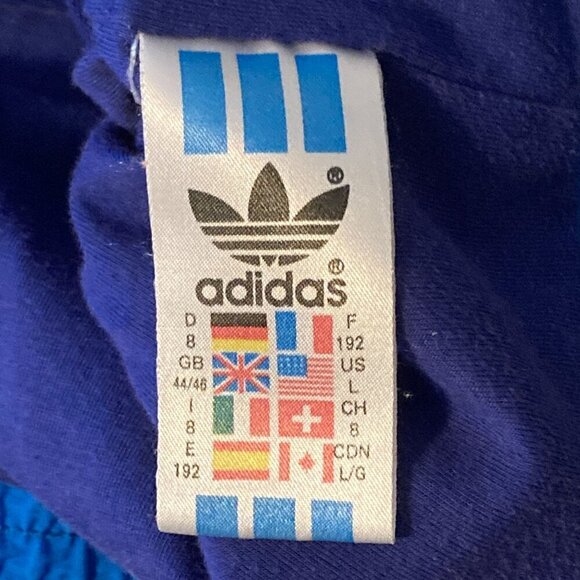 ®
adidas®
D F
8 192
GB US
44/46 L
I CH
8 8
E CDN
192 L/G